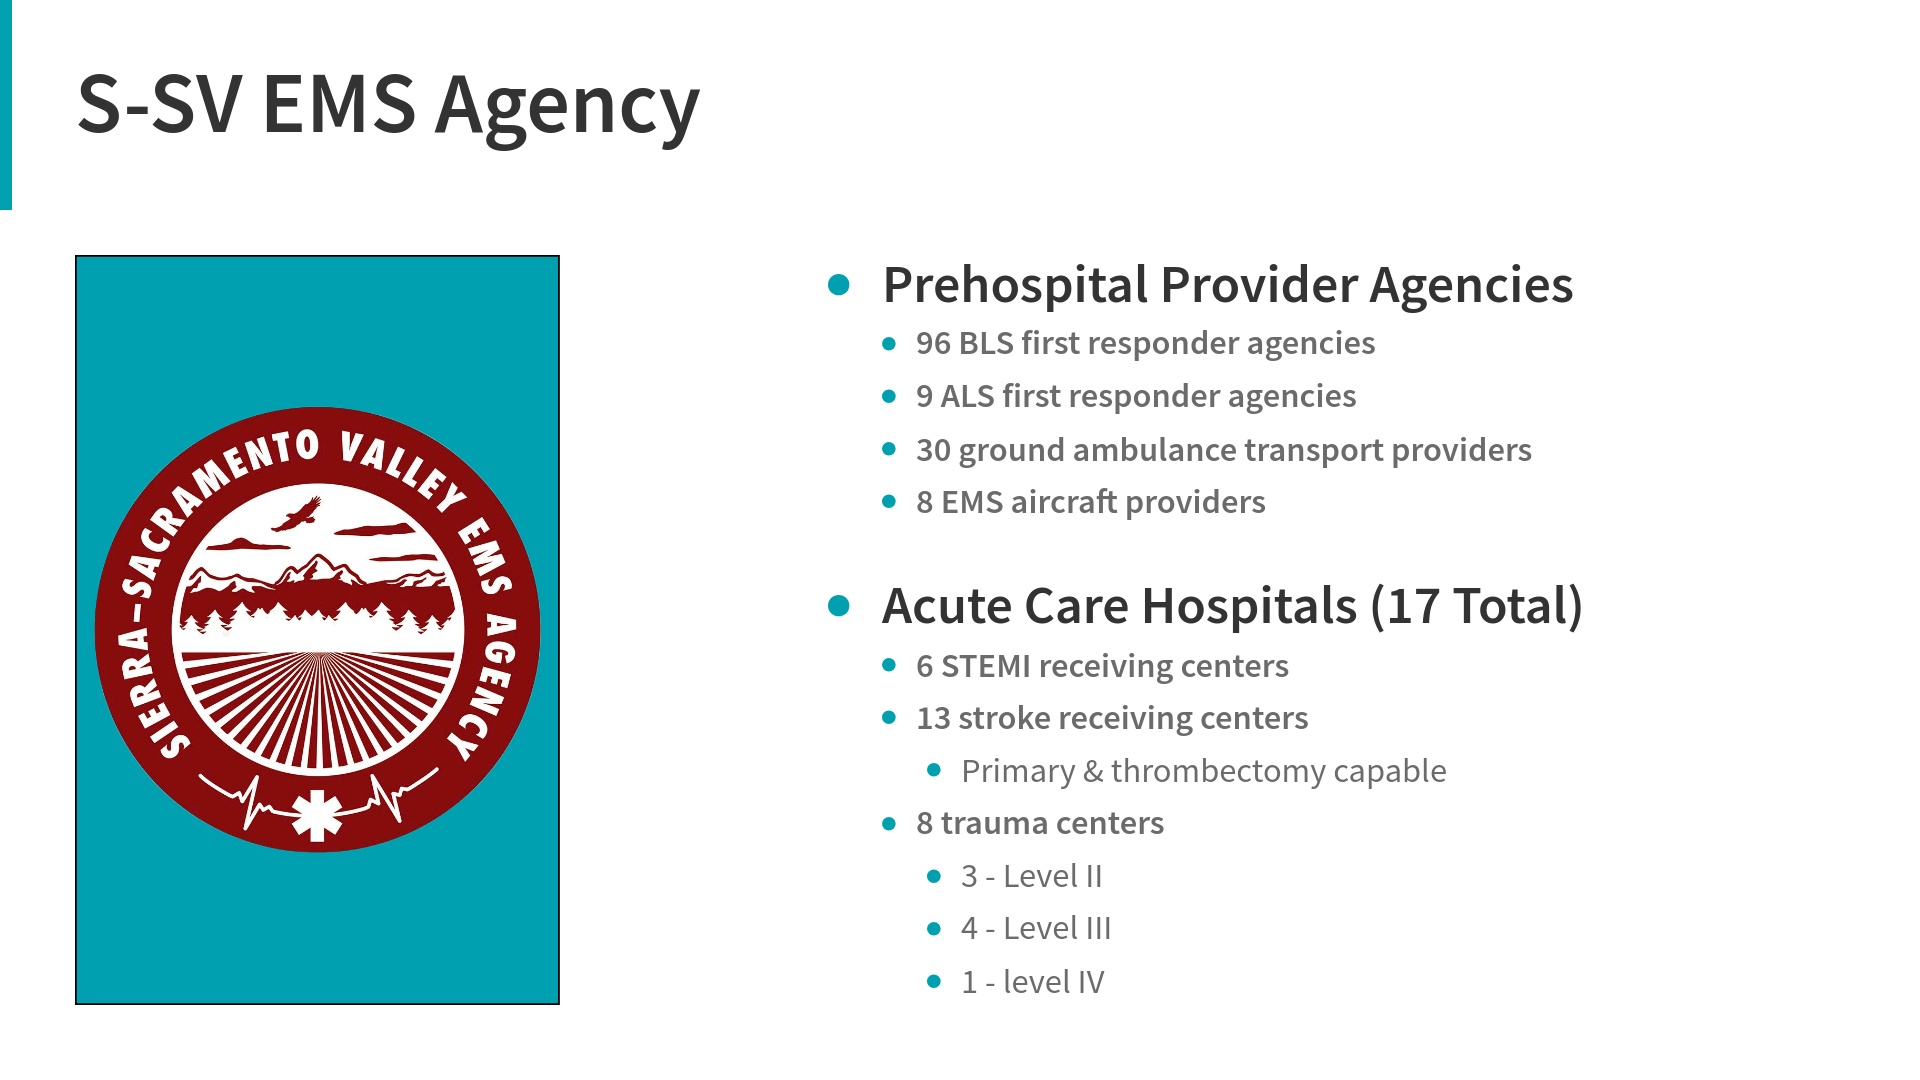 S-SV EMS Agency
SIERRA-SACRAMENTO VALLEY EMS AGENCY
Prehospital Provider Agencies
96 BLS first responder agencies
9 ALS first responder agencies
30 ground ambulance transport providers
8 EMS aircraft providers
Acute Care Hospitals (17 Total)
6 STEMI receiving centers
13 stroke receiving centers
Primary & thrombectomy capable
8 trauma centers
3 - Level II
4 - Level III
1 - level IV